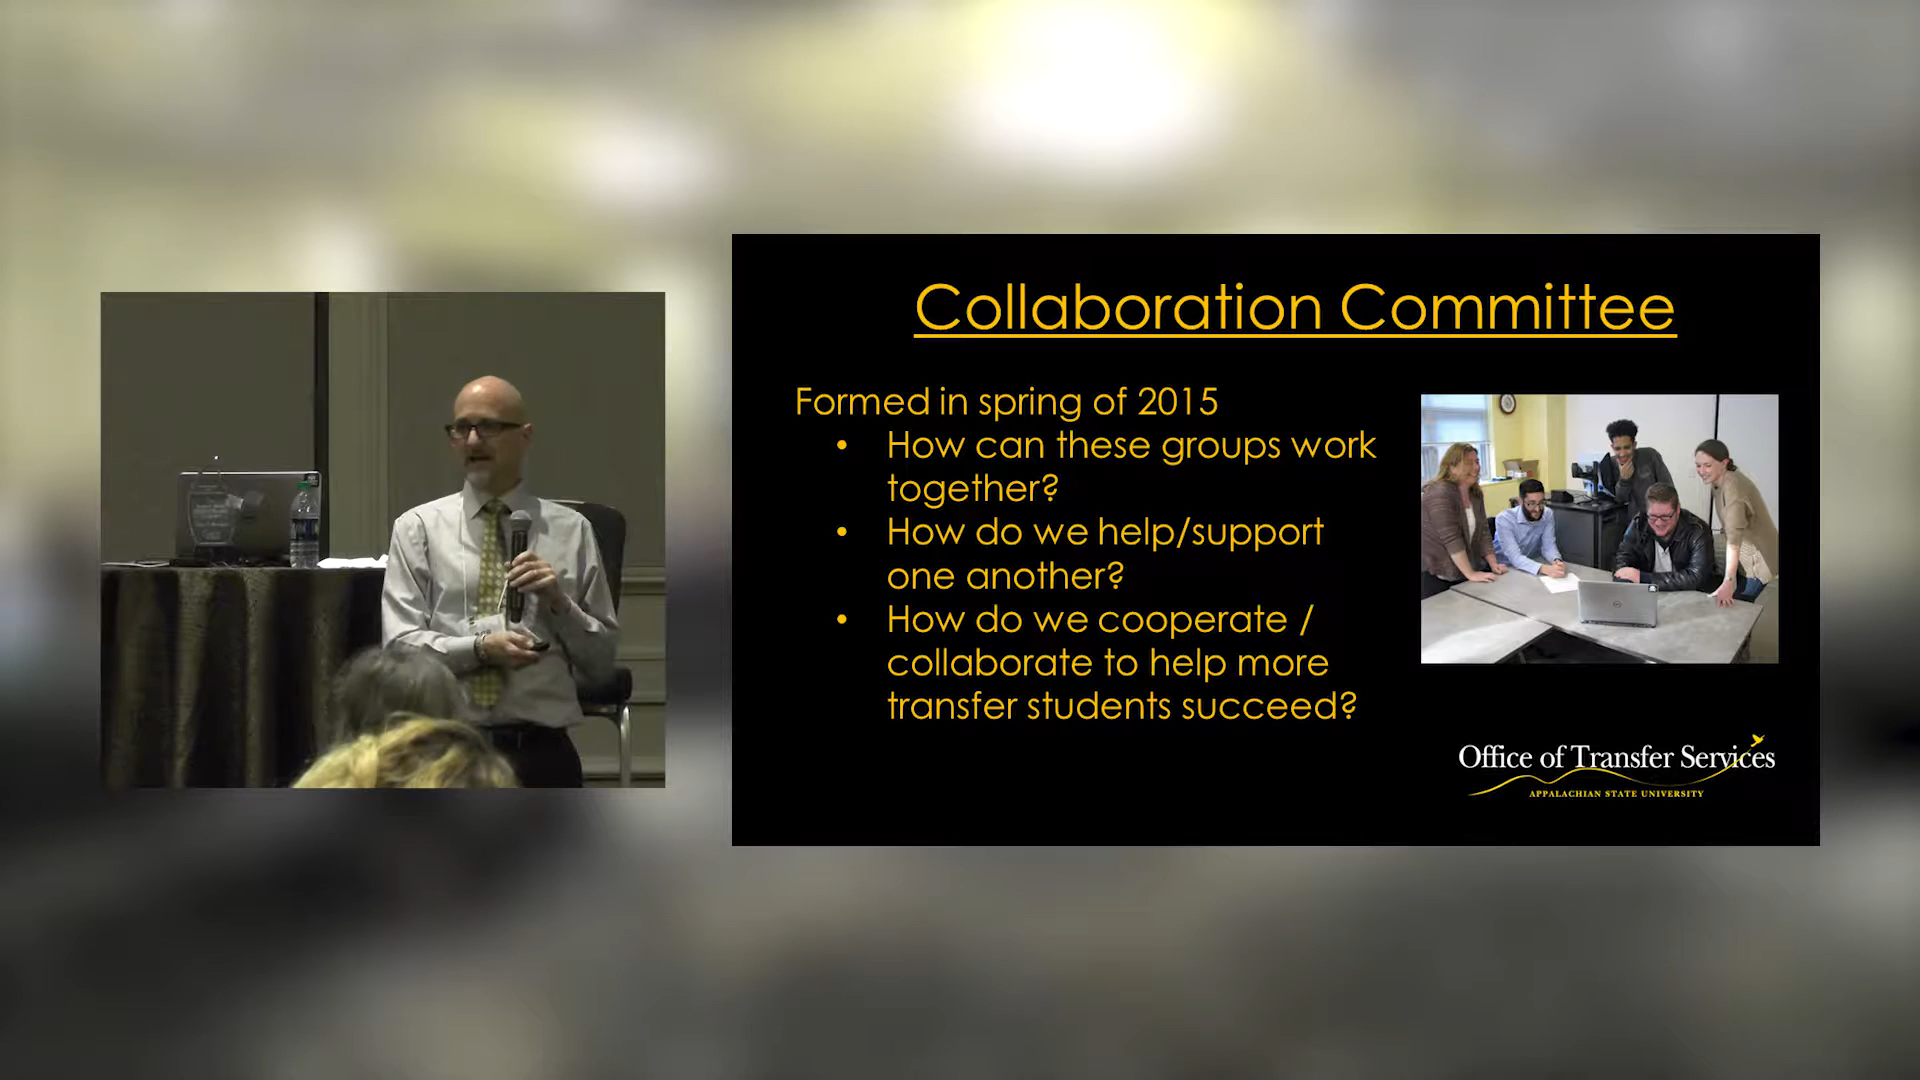 Collaboration Committee
Formed in spring of 2015
• How can these groups work
together?
• How do we help/support
one another?
• How do we cooperate /
collaborate to help more
transfer students succeed?
Office of Transfer Services
APPALACHIAN STATE UNIVERSITY